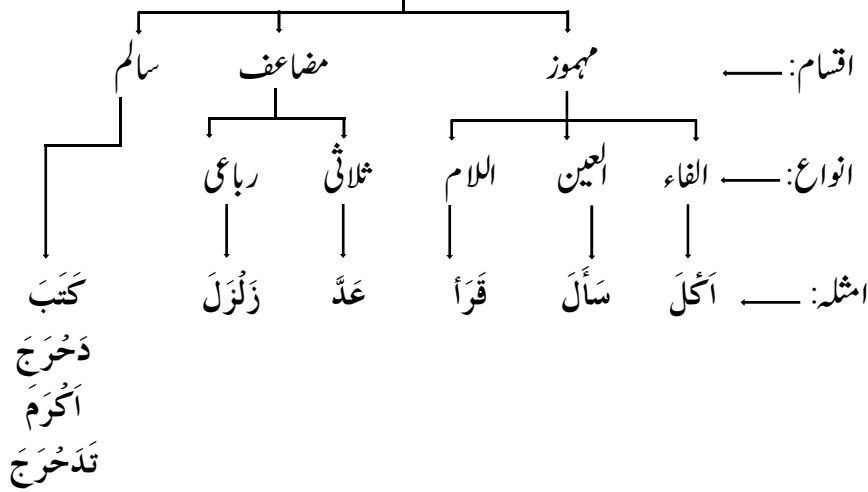 اقسام: مہموز مضاعف سالم
انواع: الفاء العین اللام ثلاثی رباعی
امثلہ: اَکَلَ سَأَلَ قَرَأَ عَدَّ زَلْزَلَ کَتَبَ
دَحْرَجَ
اَکْرَمَ
تَدَحْرَجَ